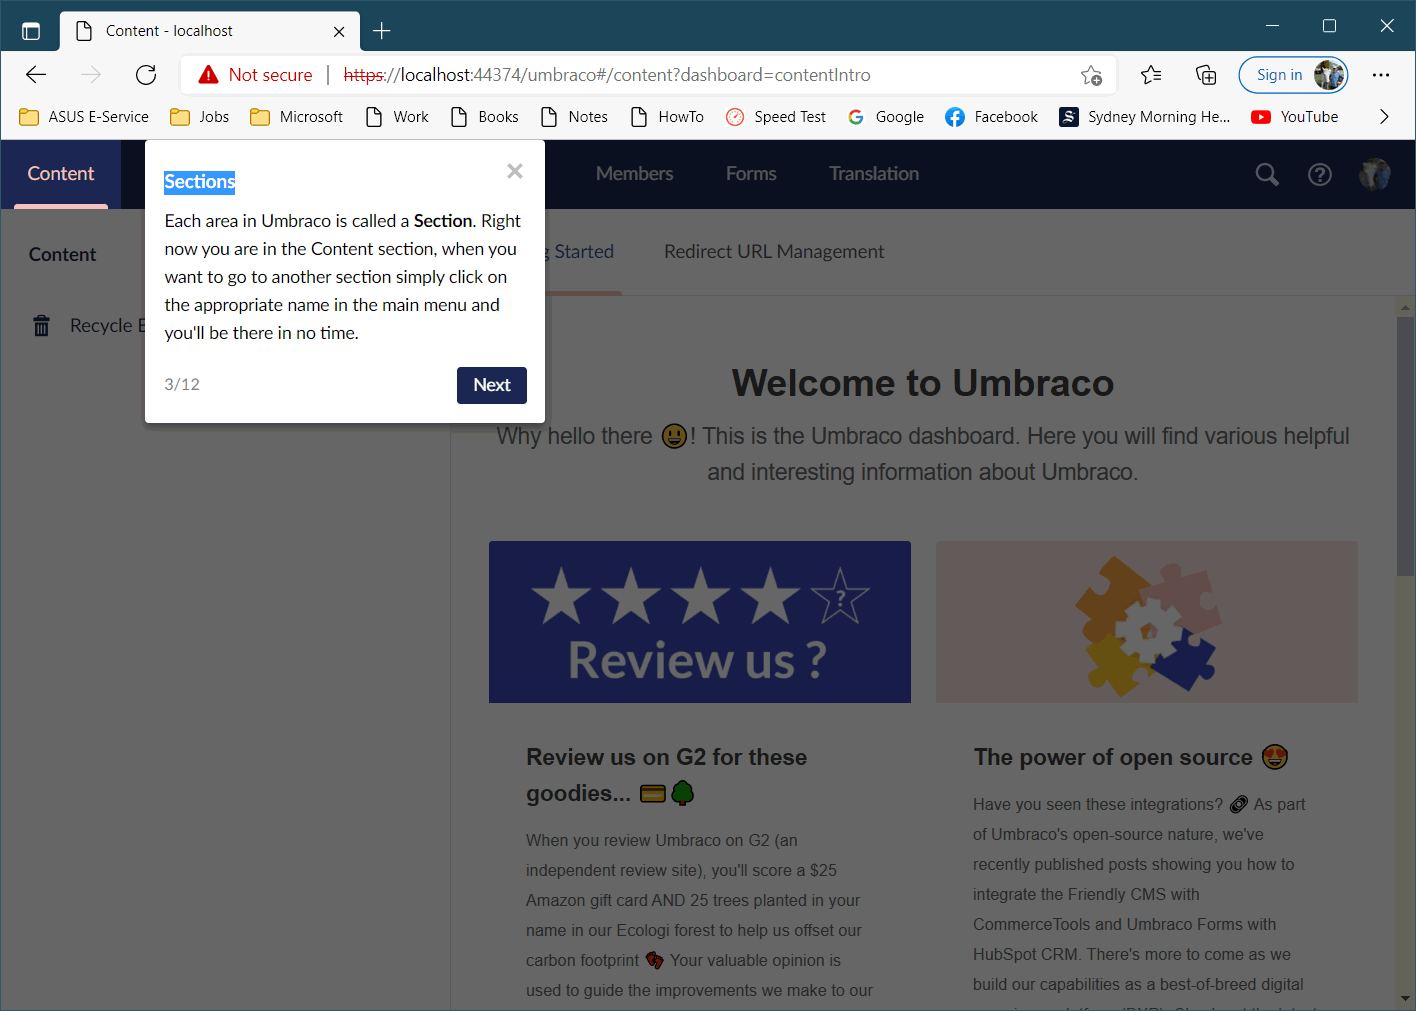 Content - localhost
Not secure | https://localhost:44374/umbraco#/content?dashboard=contentIntro
Sign in
ASUS E-Service Jobs Microsoft Work Books Notes HowTo Speed Test Google Facebook Sydney Morning He... YouTube
Content Members Forms Translation
Sections
Each area in Umbraco is called a Section. Right
now you are in the Content section, when you
want to go to another section simply click on
the appropriate name in the main menu and
you'll be there in no time.
3/12 Next
Content
Recycle
Started Redirect URL Management
Welcome to Umbraco
Why hello there 😃! This is the Umbraco dashboard. Here you will find various helpful
and interesting information about Umbraco.
?
Review us ?
Review us on G2 for these
goodies... 💳🌳
When you review Umbraco on G2 (an
independent review site), you'll score a $25
Amazon gift card AND 25 trees planted in your
name in our Ecologi forest to help us offset our
carbon footprint 👣 Your valuable opinion is
used to guide the improvements we make to our
The power of open source 😍
Have you seen these integrations? 🔗 As part
of Umbraco's open-source nature, we've
recently published posts showing you how to
integrate the Friendly CMS with
CommerceTools and Umbraco Forms with
HubSpot CRM. There's more to come as we
build our capabilities as a best-of-breed digital